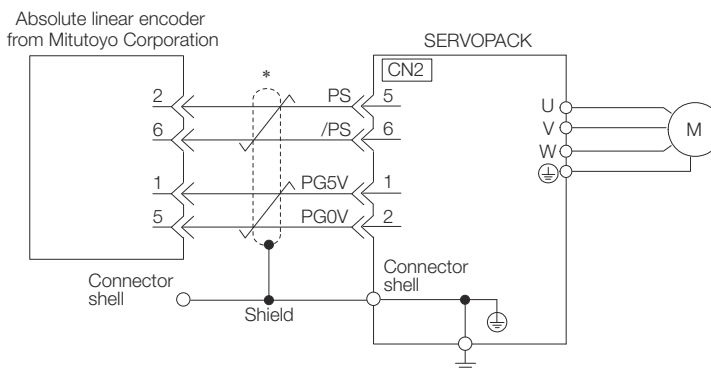 Absolute linear encoder
from Mitutoyo Corporation
SERVOPACK
CN2
*
2 PS 5
6 /PS 6
1 PG5V 1
5 PG0V 2
U
V
W
M
Connector
shell
Shield
Connector
shell